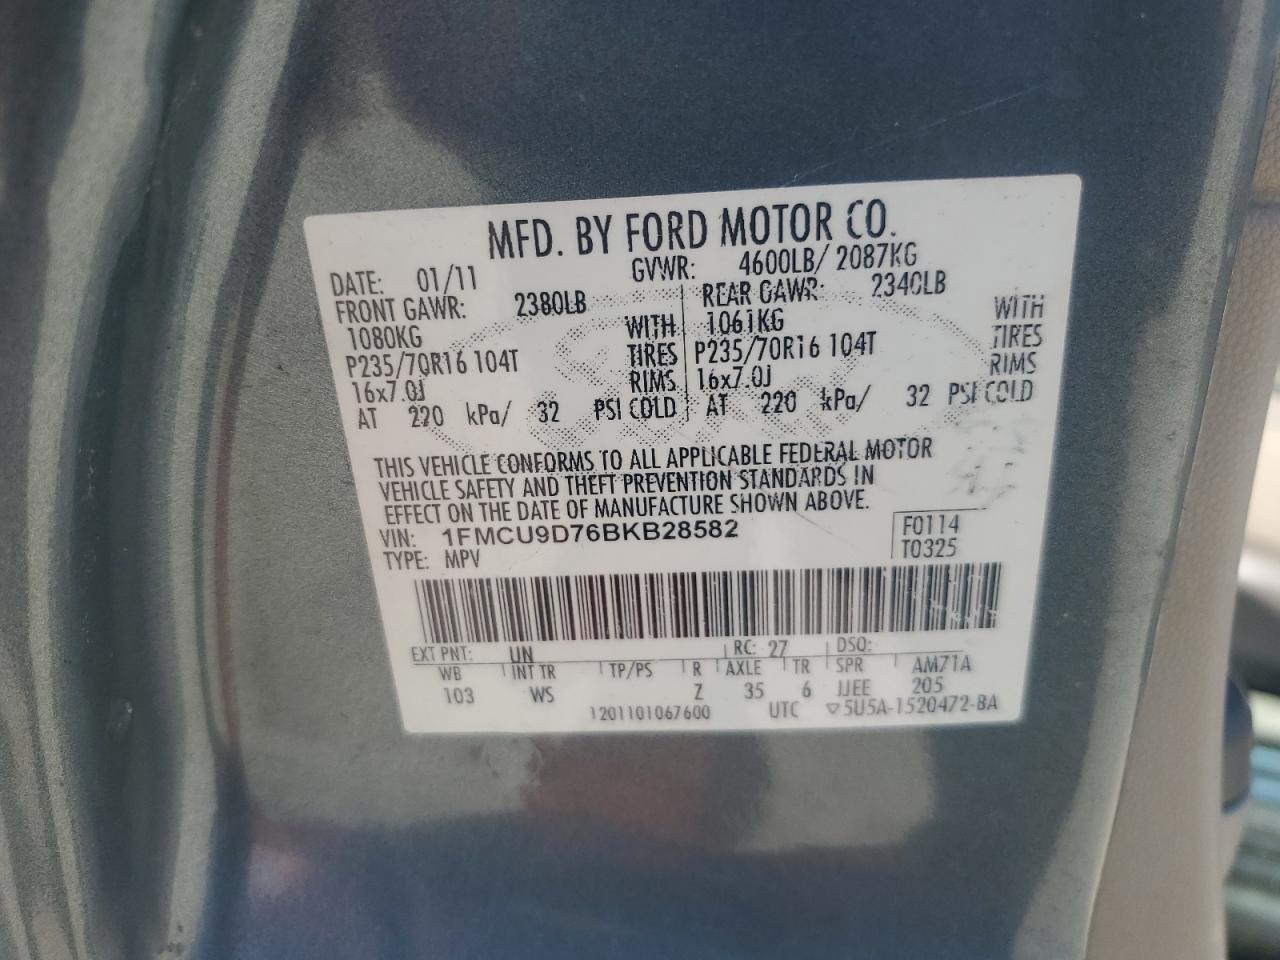 MFD. BY FORD MOTOR CO.
DATE: 01/11 GVWR: 4600LB/ 2087KG
FRONT GAWR: 2380LB REAR GAWR: 2340LB
1080KG WITH 1061KG WITH
P235/70R16 104T TIRES P235/70R16 104T TIRES
16x7.0J RIMS 16x7.0J RIMS
AT 220 kPa/ 32 PSI COLD AT 220 kPa/ 32 PSI COLD
THIS VEHICLE CONFORMS TO ALL APPLICABLE FEDERAL MOTOR
VEHICLE SAFETY AND THEFT PREVENTION STANDARDS IN
EFFECT ON THE DATE OF MANUFACTURE SHOWN ABOVE.
VIN: 1FMCU9D76BKB28582 F0114
TYPE: MPV T0325
EXT PNT: UN RC: 27 DSO:
WB INT TR TP/PS R AXLE TR SPR AM71A
103 WS Z 35 6 JJEE 205
1201101067600 UTC ▽5U5A-1520472-BA